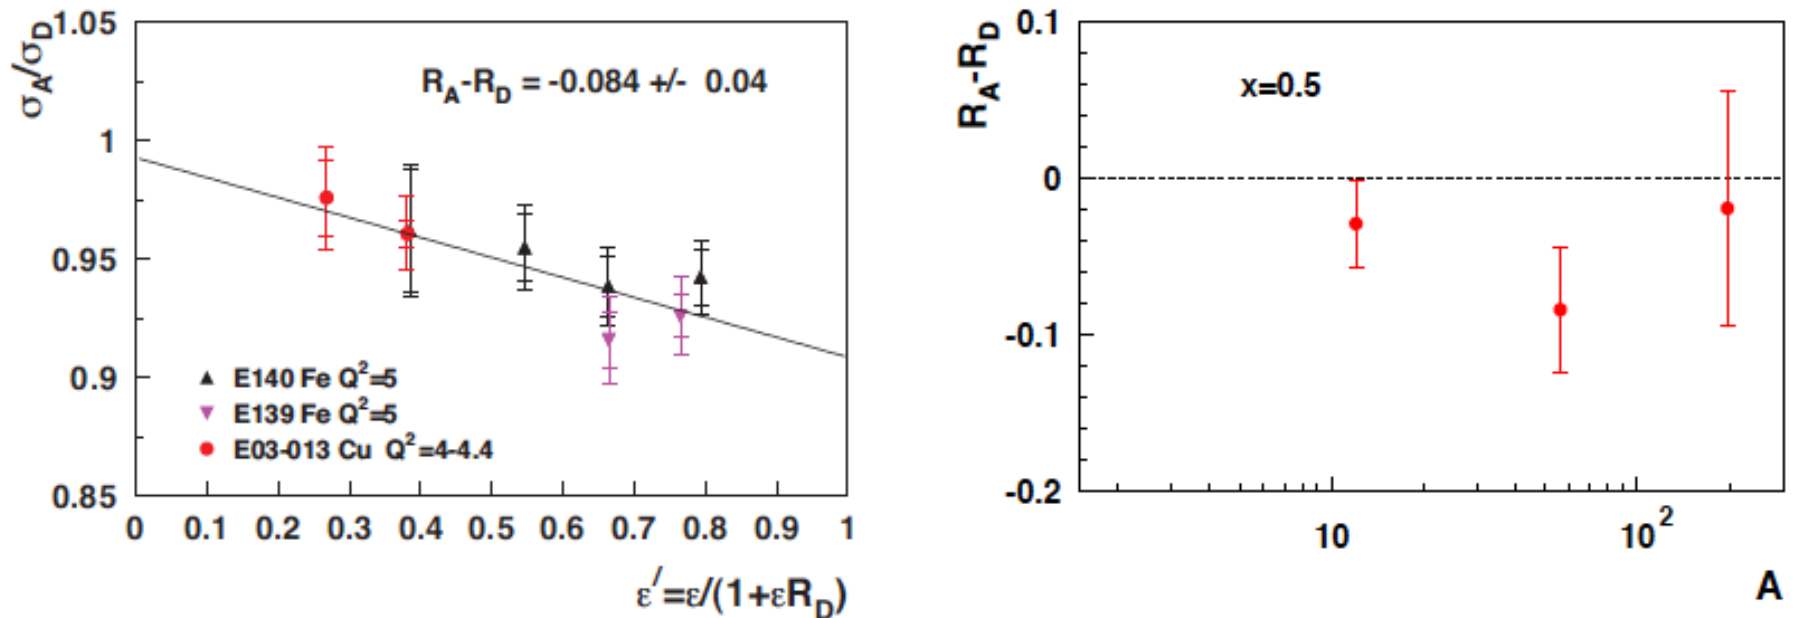 σA/σD
1.05
1
0.95
0.9
0.85
RA-RD = -0.084 +/- 0.04
E140 Fe Q²=5
E139 Fe Q²=5
E03-013 Cu Q²=4-4.4
0 0.1 0.2 0.3 0.4 0.5 0.6 0.7 0.8 0.9 1
ε′=ε/(1+εRD)
RA-RD
0.1
0
-0.1
-0.2
x=0.5
10 10²
A